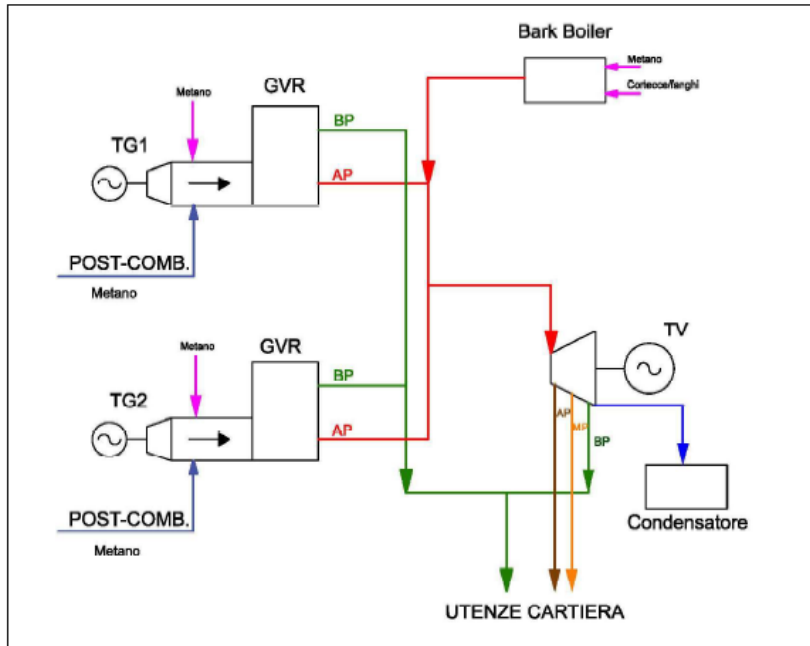 Bark Boiler
Metano
Cortecce/fanghi
GVR
Metano
BP
TG1
AP
POST-COMB.
Metano
GVR
Metano
BP
TG2
AP
POST-COMB.
Metano
TV
AP
MP
BP
Condensatore
UTENZE CARTIERA